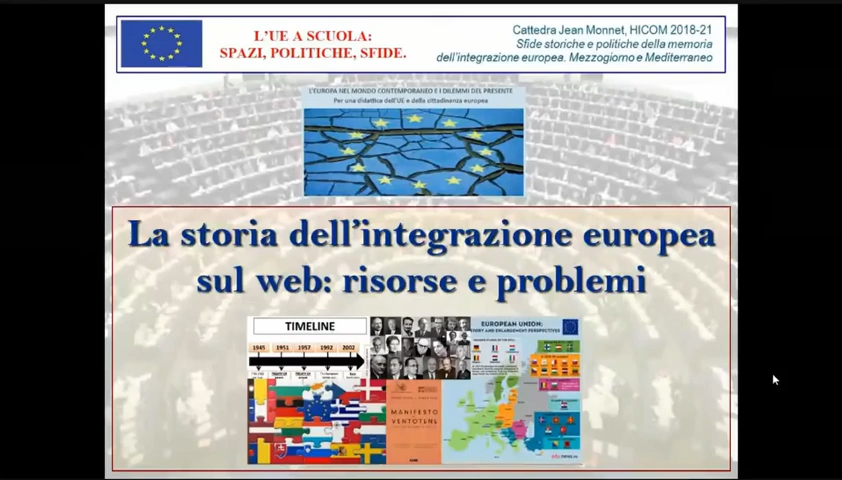 L'UE A SCUOLA:
SPAZI, POLITICHE, SFIDE.
Cattedra Jean Monnet, HICOM 2018-21
Sfide storiche e politiche della memoria
dell'integrazione europea. Mezzogiorno e Mediterraneo
L'EUROPA NEL MONDO CONTEMPORANEO E I DILEMMI DEL PRESENTE
Per una didattica dell'UE e della cittadinanza europea
La storia dell'integrazione europea
sul web: risorse e problemi
TIMELINE
1945 1951 1957 1992 2002
EUROPEAN UNION:
STORY AND ENLARGEMENT PERSPECTIVES
MANIFESTO
VENTOTENE